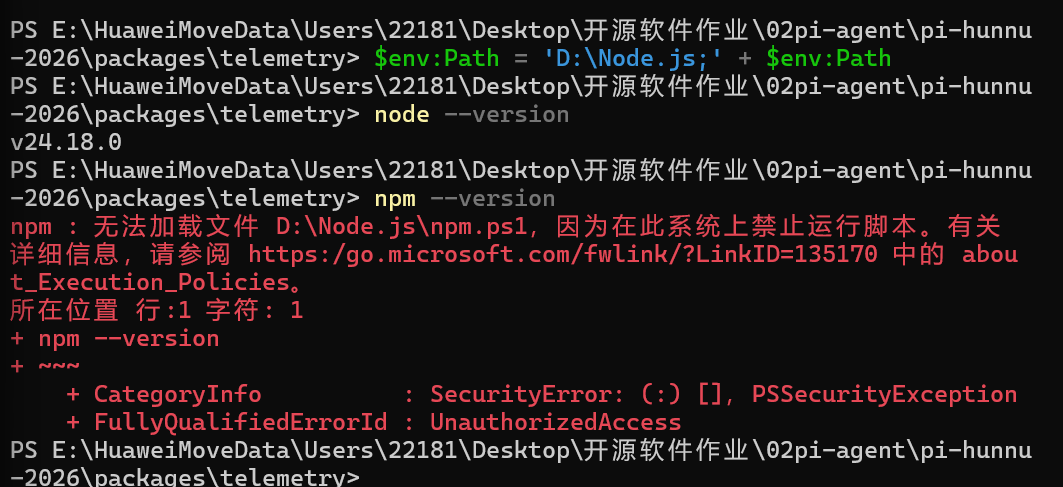 PS E:\HuaweiMoveData\Users\22181\Desktop\开源软件作业\02pi-agent\pi-hunnu
-2026\packages\telemetry> $env:Path = 'D:\Node.js;' + $env:Path
PS E:\HuaweiMoveData\Users\22181\Desktop\开源软件作业\02pi-agent\pi-hunnu
-2026\packages\telemetry> node --version
v24.18.0
PS E:\HuaweiMoveData\Users\22181\Desktop\开源软件作业\02pi-agent\pi-hunnu
-2026\packages\telemetry> npm --version
npm : 无法加载文件 D:\Node.js\npm.ps1，因为在此系统上禁止运行脚本。有关
详细信息，请参阅 https:/go.microsoft.com/fwlink/?LinkID=135170 中的 abou
t_Execution_Policies。
所在位置 行:1 字符: 1
+ npm --version
+ ~~~
    + CategoryInfo          : SecurityError: (:) [], PSSecurityException
    + FullyQualifiedErrorId : UnauthorizedAccess
PS E:\HuaweiMoveData\Users\22181\Desktop\开源软件作业\02pi-agent\pi-hunnu
-2026\packages\telemetry>